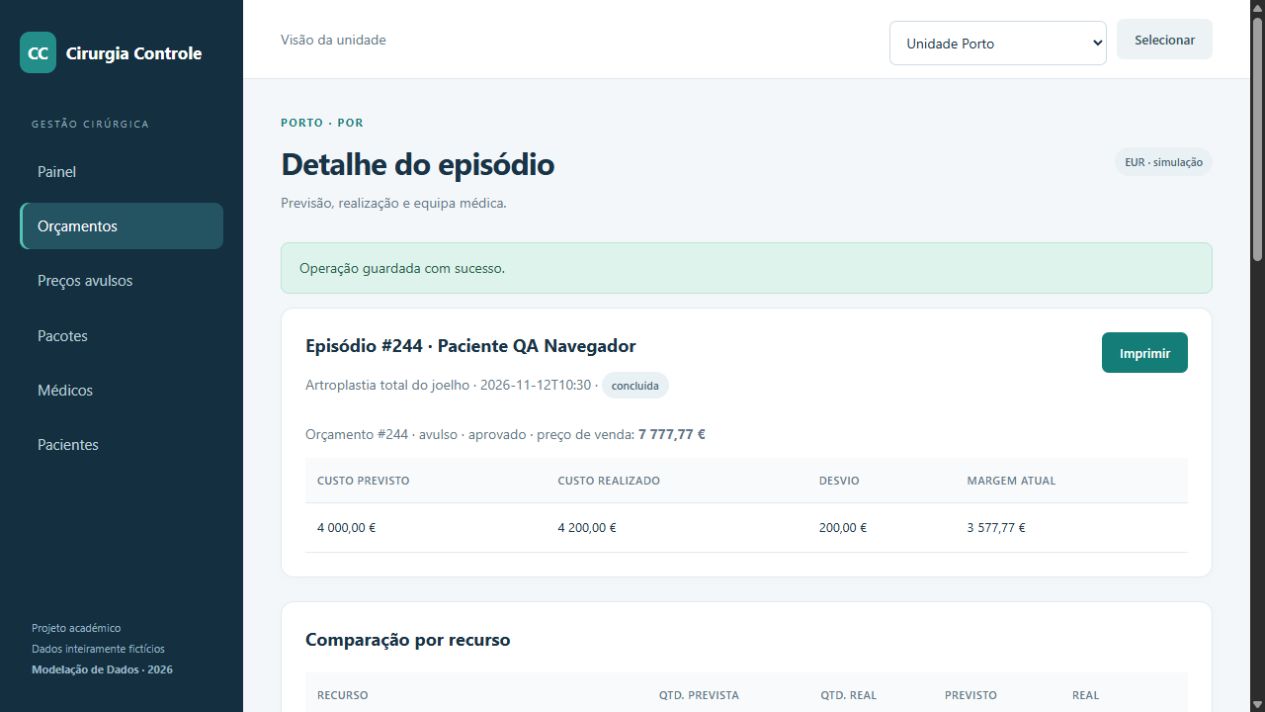 CC Cirurgia Controle
GESTÃO CIRÚRGICA
Painel
Orçamentos
Preços avulsos
Pacotes
Médicos
Pacientes
Projeto académico
Dados inteiramente fictícios
Modelação de Dados · 2026
Visão da unidade
Unidade Porto
Selecionar
PORTO · POR
Detalhe do episódio
EUR · simulação
Previsão, realização e equipa médica.
Operação guardada com sucesso.
Episódio #244 · Paciente QA Navegador
Imprimir
Artroplastia total do joelho · 2026-11-12T10:30 · concluida
Orçamento #244 · avulso · aprovado · preço de venda: 7 777,77 €
CUSTO PREVISTO CUSTO REALIZADO DESVIO MARGEM ATUAL
4 000,00 € 4 200,00 € 200,00 € 3 577,77 €
Comparação por recurso
RECURSO QTD. PREVISTA QTD. REAL PREVISTO REAL